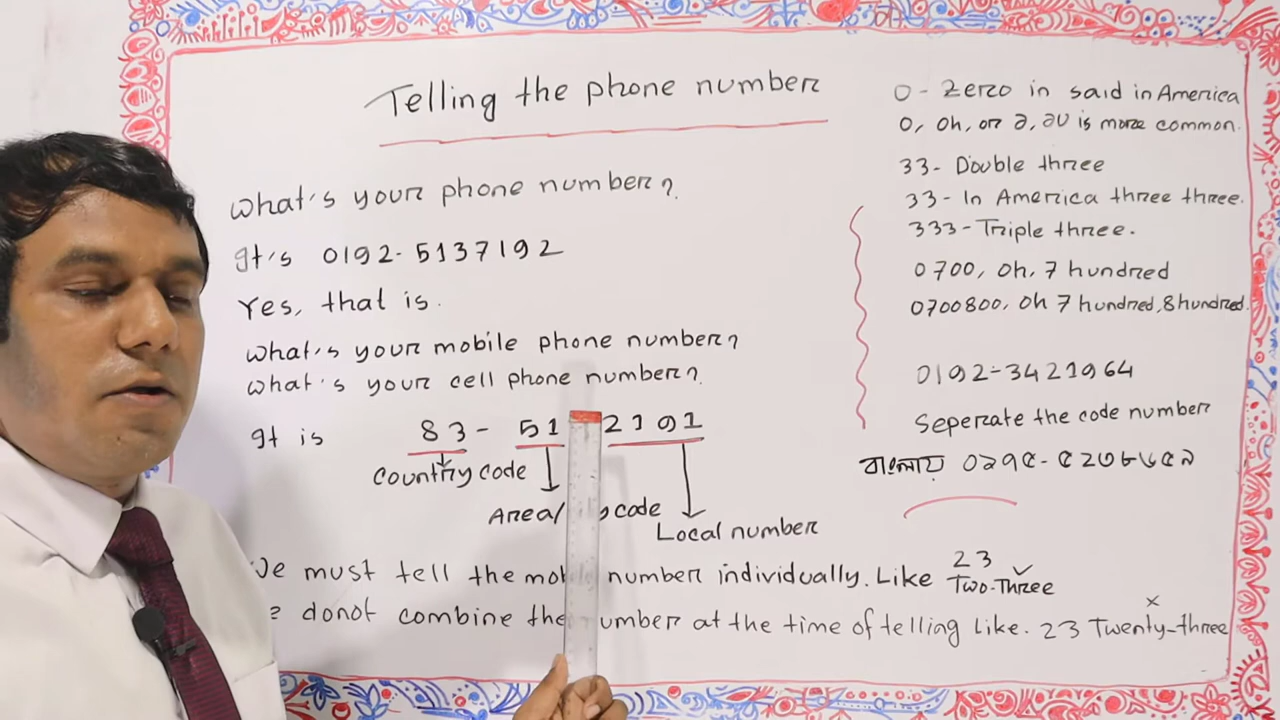 Telling the phone number
What's your phone number?
It's 0192-5137192
Yes, that is.
What's your mobile phone number?
What's your cell phone number?
It is 83- 51 2191
Country code
Area/ code
Local number
We must tell the number individually. Like 23
Two-Three
donot combine the number at the time of telling like. 23 Twenty-three
0 - Zero in said in America
0, oh, or
is more common.
33- Double three
33- In America three three.
333-Triple three.
0700, Oh, 7 hundred
0700800, Oh 7 hundred, 8 hundred.
0192-3421964
Seperate the code number
বাংলায়